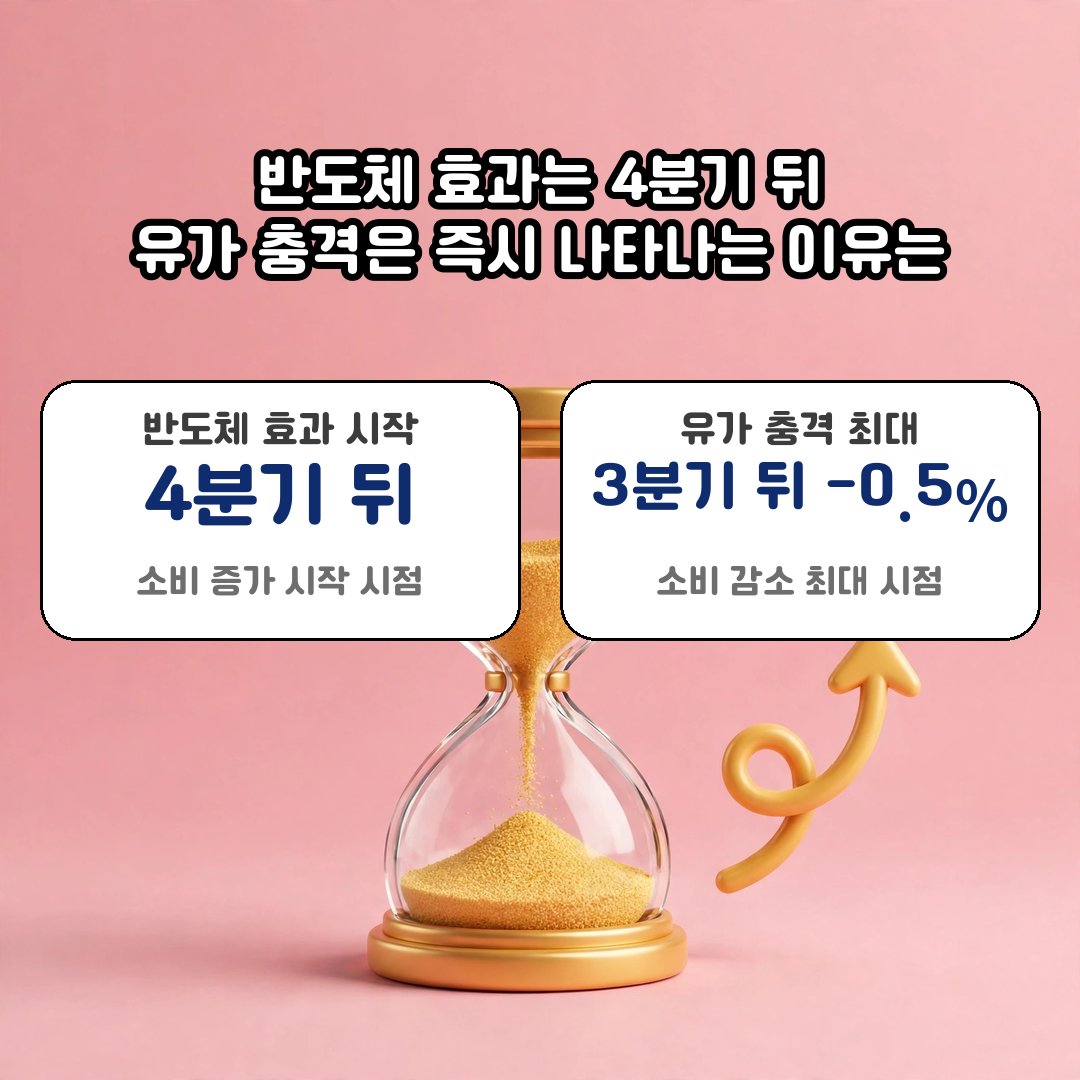 반도체 효과는 4분기 뒤
유가 충격은 즉시 나타나는 이유는
반도체 효과 시작
4분기 뒤
소비 증가 시작 시점
유가 충격 최대
3분기 뒤 -0.5%
소비 감소 최대 시점